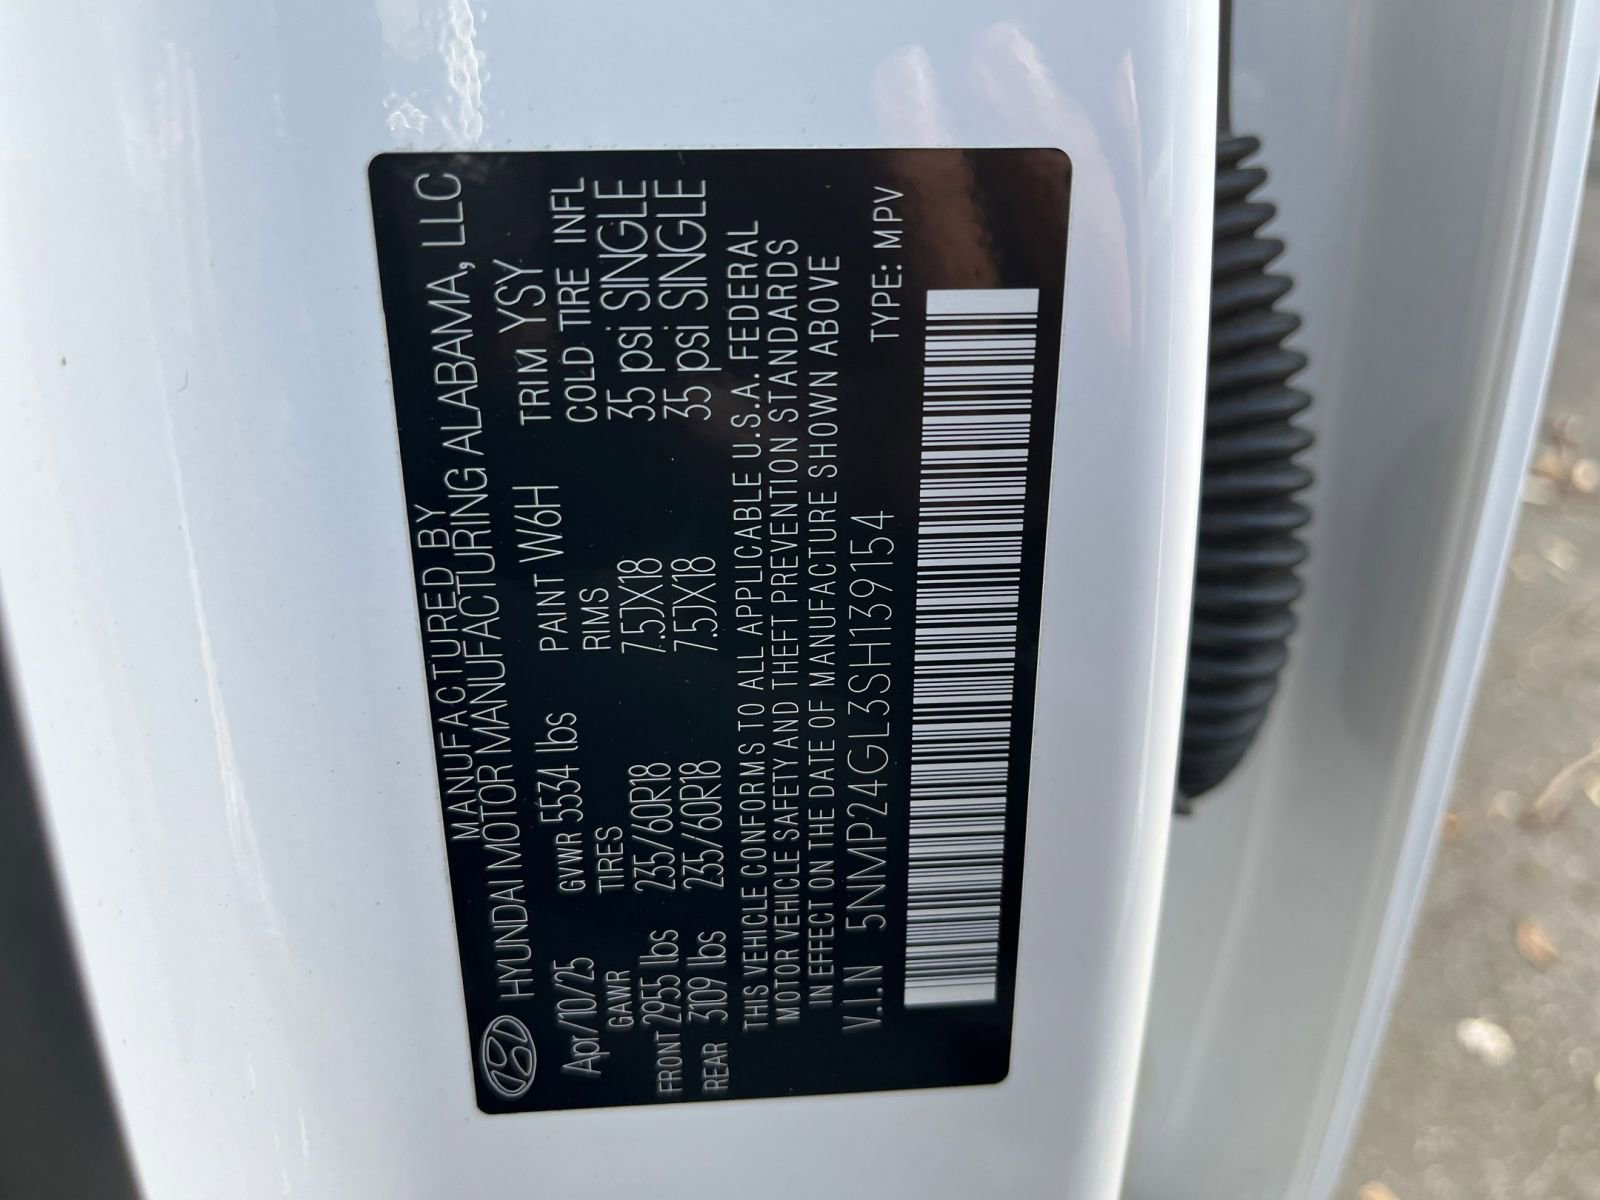 MANUFACTURED BY
HYUNDAI MOTOR MANUFACTURING ALABAMA, LLC
Apr/10/25 GVWR 5534 lbs PAINT W6H TRIM YSY
GAWR TIRES RIMS COLD TIRE INFL
FRONT 2955 lbs 235/60R18 7.5JX18 35 psi SINGLE
REAR 3109 lbs 235/60R18 7.5JX18 35 psi SINGLE
THIS VEHICLE CONFORMS TO ALL APPLICABLE U.S.A. FEDERAL
MOTOR VEHICLE SAFETY AND THEFT PREVENTION STANDARDS
IN EFFECT ON THE DATE OF MANUFACTURE SHOWN ABOVE
V.I.N 5NMP24GL3SH139154 TYPE: MPV